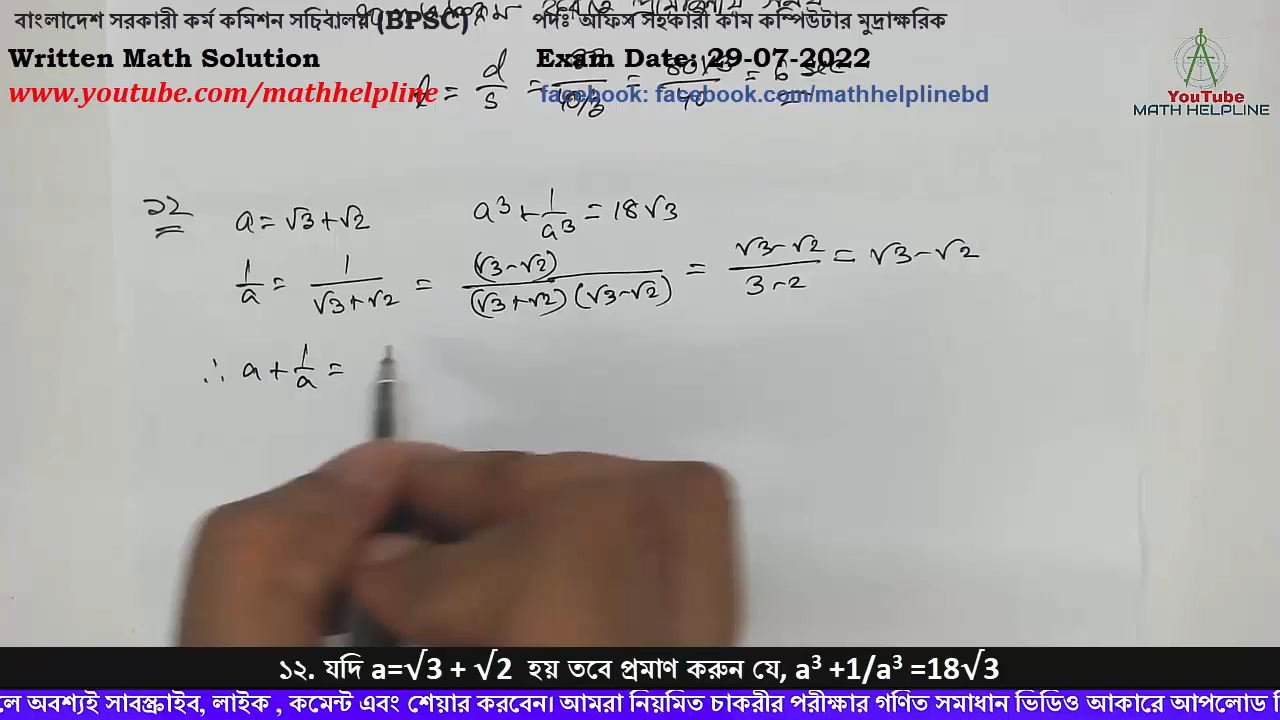 বাংলাদেশ সরকারী কর্ম কমিশন সচিবালয় (BPSC) পদঃ অফিস সহকারী কাম কম্পিউটার মুদ্রাক্ষরিক
Written Math Solution Exam Date: 29-07-2022
www.youtube.com/mathhelpline facebook: facebook.com/mathhelplinebd
YouTube
MATH HELPLINE
= d/s = = = 6 sec
১২ a = √3 + √2 a³ + 1/a³ = 18√3
1/a = 1/(√3+√2) = (√3-√2)/((√3+√2)(√3-√2)) = (√3-√2)/(3-2) = √3-√2
∴ a + 1/a =
১২. যদি a=√3 + √2 হয় তবে প্রমাণ করুন যে, a³ +1/a³ =18√3
লে অবশ্যই সাবস্ক্রাইব, লাইক , কমেন্ট এবং শেয়ার করবেন। আমরা নিয়মিত চাকরীর পরীক্ষার গণিত সমাধান ভিডিও আকারে আপলোড